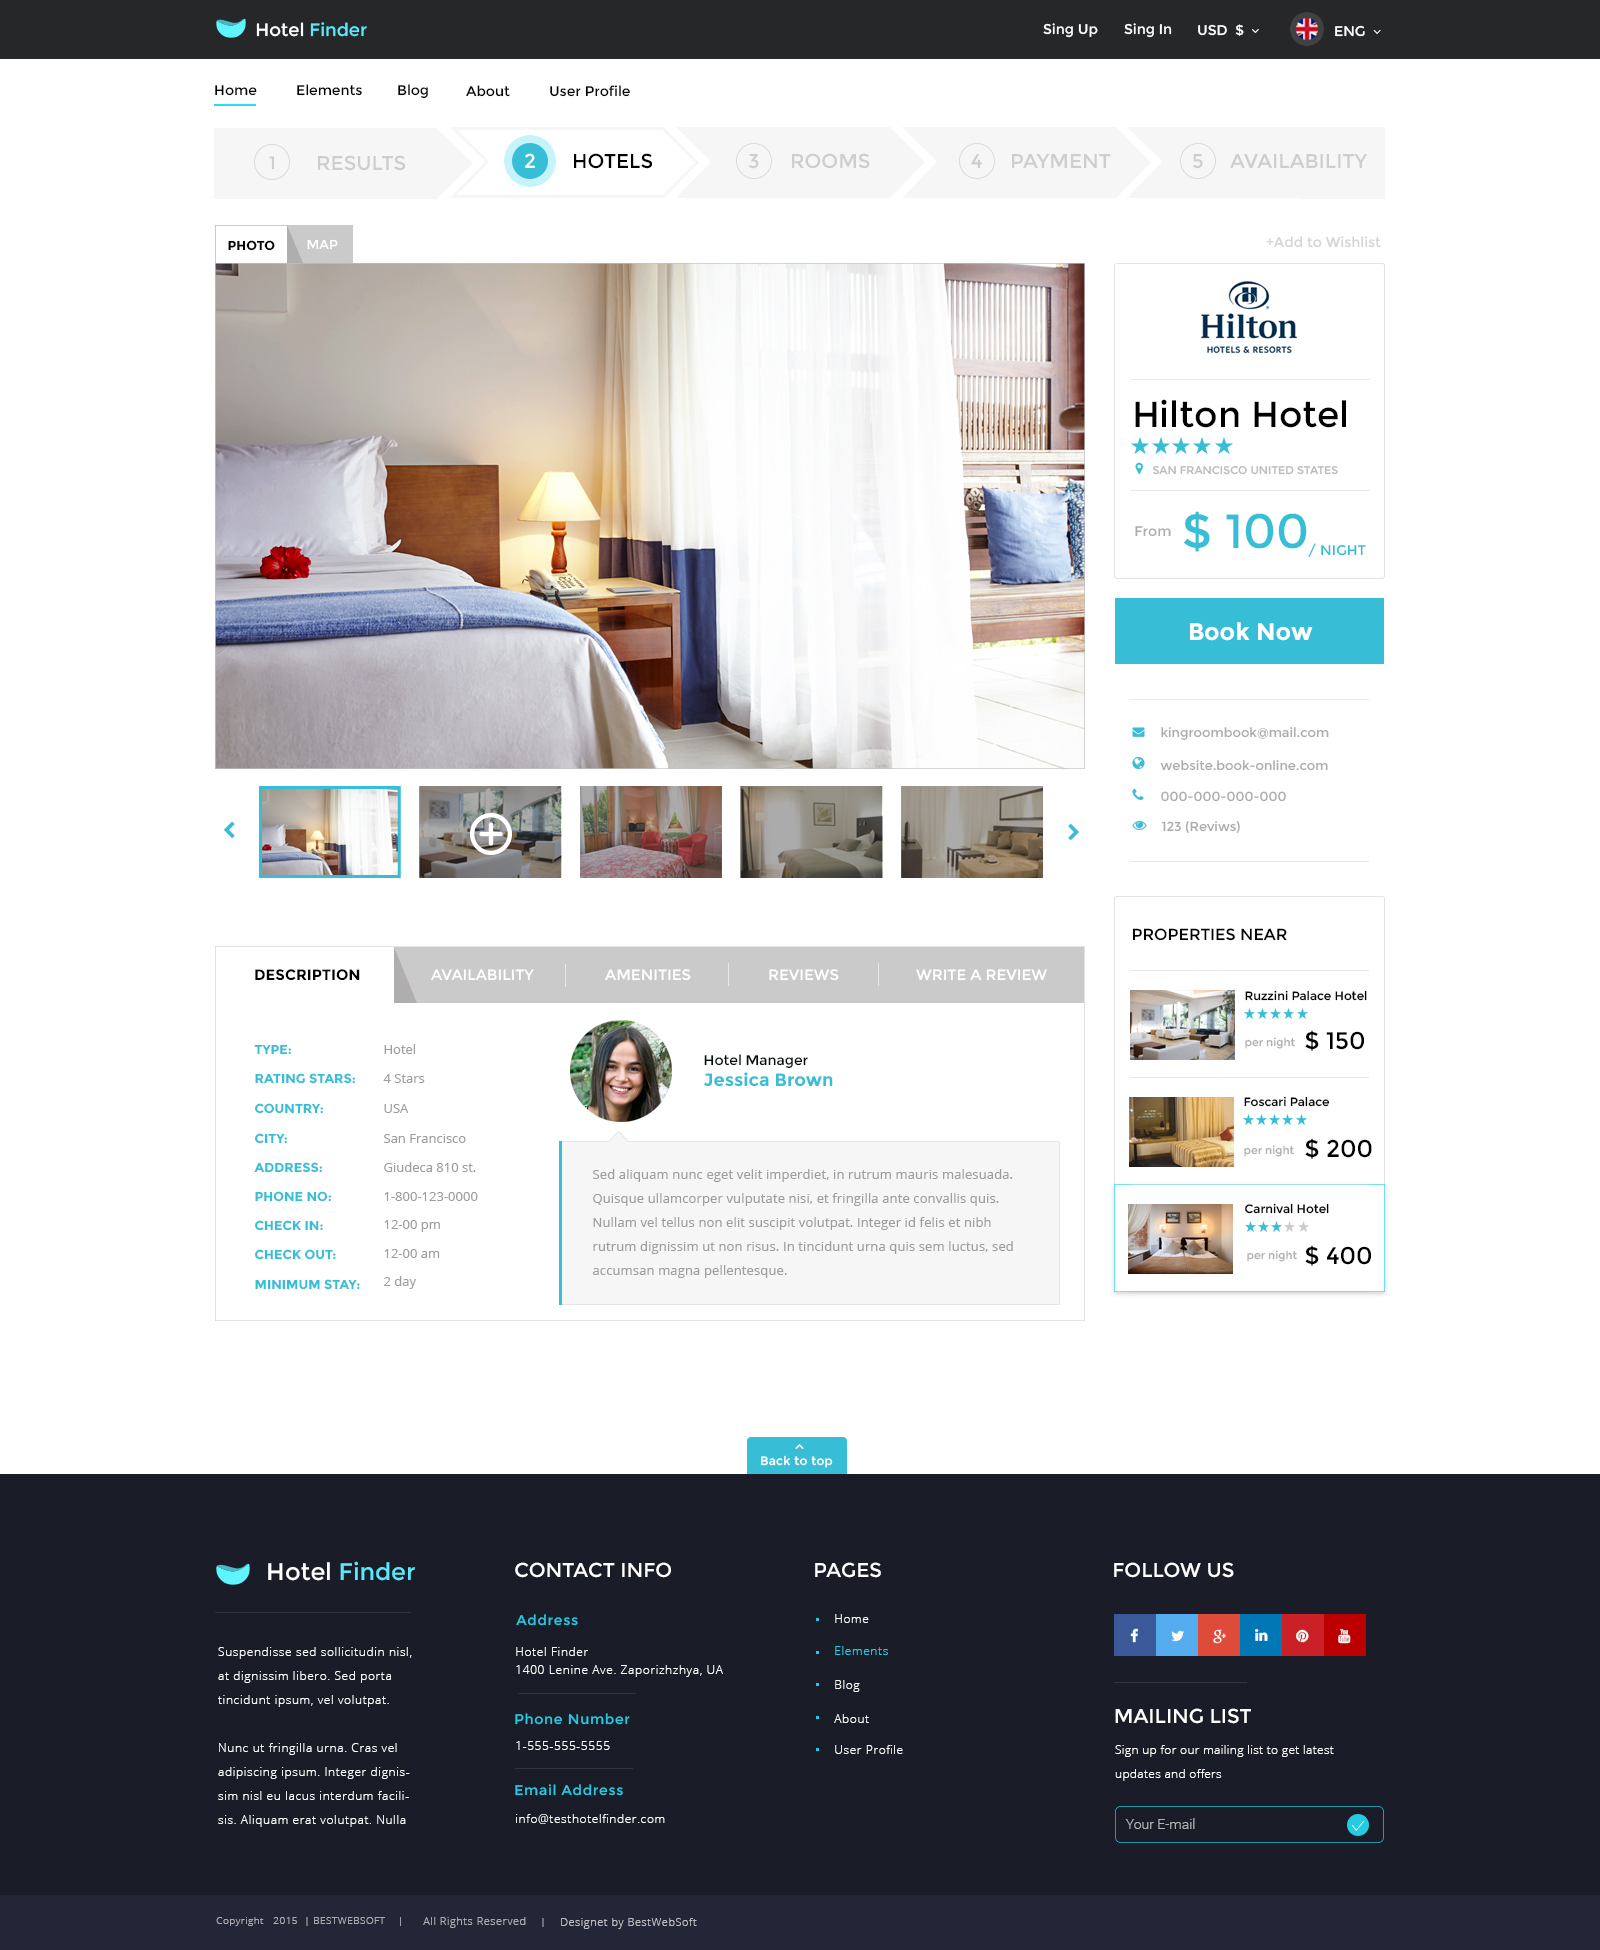 Hotel Finder
Sing Up
Sing In
USD $
ENG
Home
Elements
Blog
About
User Profile
1 RESULTS
2 HOTELS
3 ROOMS
4 PAYMENT
5 AVAILABILITY
PHOTO
MAP
+Add to Wishlist
H
Hilton
HOTELS & RESORTS
Hilton Hotel
SAN FRANCISCO UNITED STATES
From $ 100 / NIGHT
Book Now
kingroombook@mail.com
website.book-online.com
000-000-000-000
123 (Reviws)
DESCRIPTION
AVAILABILITY
AMENITIES
REVIEWS
WRITE A REVIEW
TYPE: Hotel
RATING STARS: 4 Stars
COUNTRY: USA
CITY: San Francisco
ADDRESS: Giudeca 810 st.
PHONE NO: 1-800-123-0000
CHECK IN: 12-00 pm
CHECK OUT: 12-00 am
MINIMUM STAY: 2 day
Hotel Manager
Jessica Brown
Sed aliquam nunc eget velit imperdiet, in rutrum mauris malesuada.
Quisque ullamcorper vulputate nisi, et fringilla ante convallis quis.
Nullam vel tellus non elit suscipit volutpat. Integer id felis et nibh
rutrum dignissim ut non risus. In tincidunt urna quis sem luctus, sed
accumsan magna pellentesque.
PROPERTIES NEAR
Ruzzini Palace Hotel
per night $ 150
Foscari Palace
per night $ 200
Carnival Hotel
per night $ 400
Back to top
Hotel Finder
Suspendisse sed sollicitudin nisl,
at dignissim libero. Sed porta
tincidunt ipsum, vel volutpat.
Nunc ut fringilla urna. Cras vel
adipiscing ipsum. Integer dignis-
sim nisl eu lacus interdum facili-
sis. Aliquam erat volutpat. Nulla
CONTACT INFO
Address
Hotel Finder
1400 Lenine Ave. Zaporizhzhya, UA
Phone Number
1-555-555-5555
Email Address
info@testhotelfinder.com
PAGES
Home
Elements
Blog
About
User Profile
FOLLOW US
f
g+
in
You
MAILING LIST
Sign up for our mailing list to get latest
updates and offers
Your E-mail
Copyright 2015 | BESTWEBSOFT | All Rights Reserved | Designet by BestWebSoft